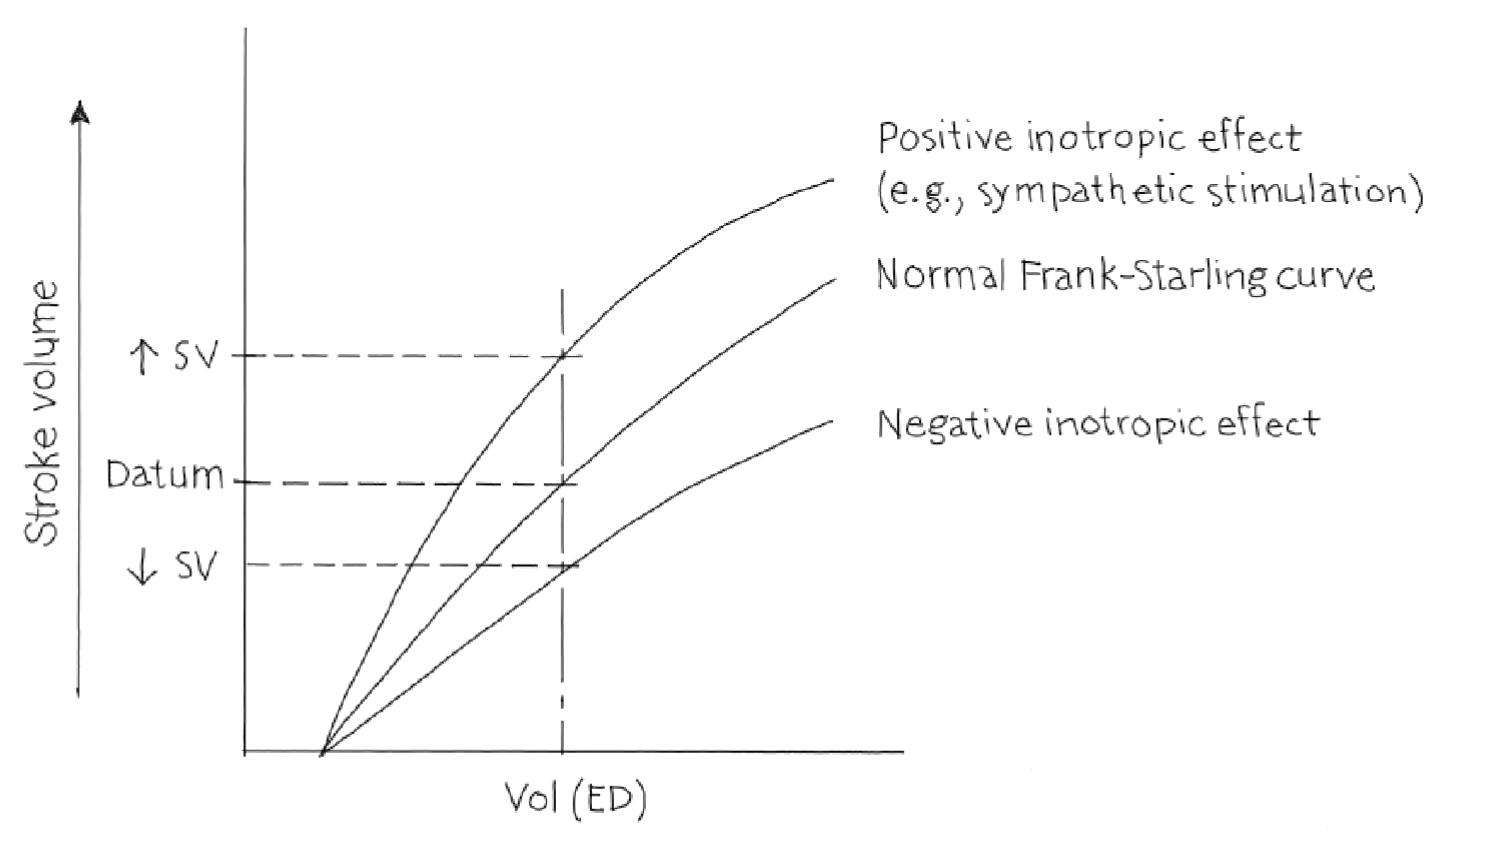 Positive inotropic effect
(e.g., sympathetic stimulation)
Normal Frank-Starling curve
Negative inotropic effect
Stroke volume
↑ SV
Datum
↓ SV
Vol (ED)